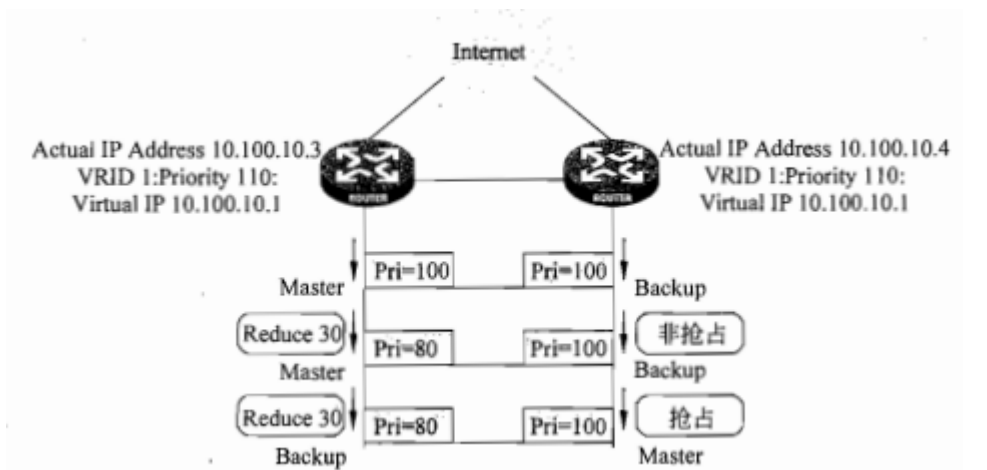 Internet
Actual IP Address 10.100.10.3
VRID 1:Priority 110:
Virtual IP 10.100.10.1
ROUTER
Actual IP Address 10.100.10.4
VRID 1:Priority 110:
Virtual IP 10.100.10.1
ROUTER
Pri=100
Pri=100
Master
Backup
Reduce 30
Pri=80
Pri=100
非抢占
Master
Backup
Reduce 30
Pri=80
Pri=100
抢占
Backup
Master